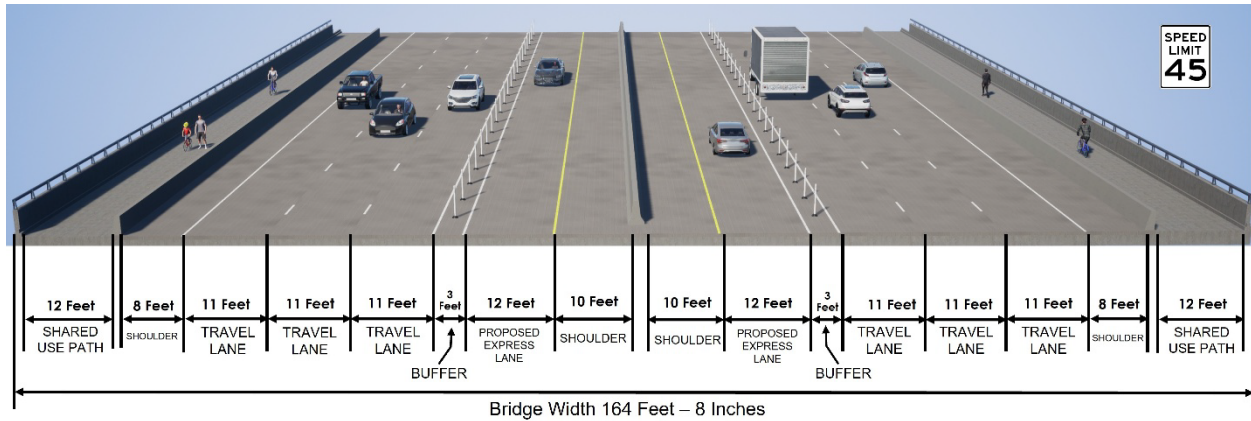 SPEED
LIMIT
45
12 Feet
SHARED
USE PATH
8 Feet
SHOULDER
11 Feet
TRAVEL
LANE
11 Feet
TRAVEL
LANE
11 Feet
TRAVEL
LANE
3
Feet
BUFFER
12 Feet
PROPOSED
EXPRESS
LANE
10 Feet
SHOULDER
10 Feet
SHOULDER
12 Feet
PROPOSED
EXPRESS
LANE
3
Feet
BUFFER
11 Feet
TRAVEL
LANE
11 Feet
TRAVEL
LANE
11 Feet
TRAVEL
LANE
8 Feet
SHOULDER
12 Feet
SHARED
USE PATH
Bridge Width 164 Feet – 8 Inches